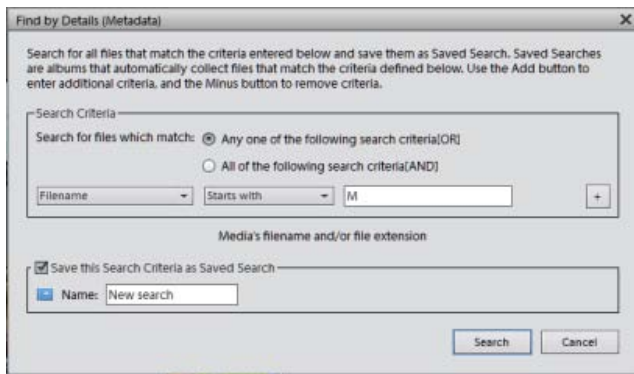 Find by Details (Metadata)
Search for all files that match the criteria entered below and save them as Saved Search. Saved Searches
are albums that automatically collect files that match the criteria defined below. Use the Add button to
enter additional criteria, and the Minus button to remove criteria.
Search Criteria
Search for files which match: Any one of the following search criteria[OR]
All of the following search criteria[AND]
Filename Starts with M +
Media's filename and/or file extension
Save this Search Criteria as Saved Search
Name: New search
Search Cancel